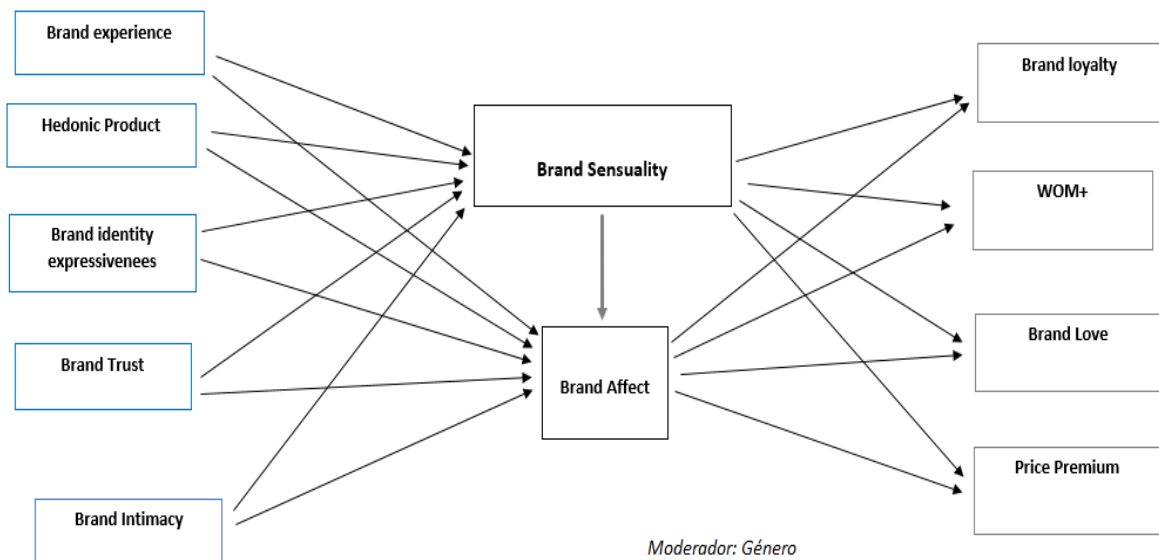 Brand experience
Hedonic Product
Brand identity
expressivenees
Brand Trust
Brand Intimacy
Brand Sensuality
Brand Affect
Brand loyalty
WOM+
Brand Love
Price Premium
Moderador: Género